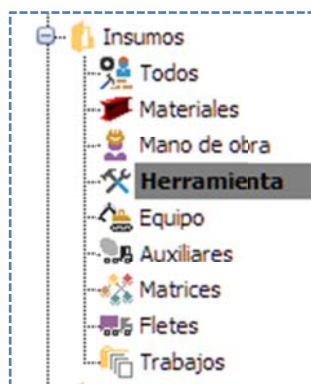 Insumos
Todos
Materiales
Mano de obra
Herramienta
Equipo
Auxiliares
Matrices
Fletes
Trabajos